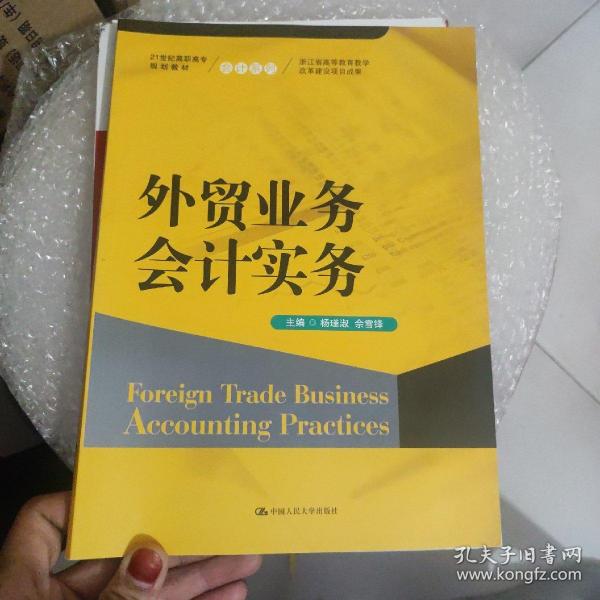 21世纪高职高专
规划教材
会计系列
浙江省高等教育教学
改革建设项目成果
外贸业务
会计实务
主编 杨瑾淑 余雪锋
Foreign Trade Business
Accounting Practices
中国人民大学出版社
孔夫子旧书网
www.kongfz.com